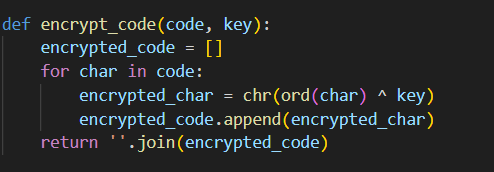 def encrypt_code(code, key):
    encrypted_code = []
    for char in code:
        encrypted_char = chr(ord(char) ^ key)
        encrypted_code.append(encrypted_char)
    return ''.join(encrypted_code)